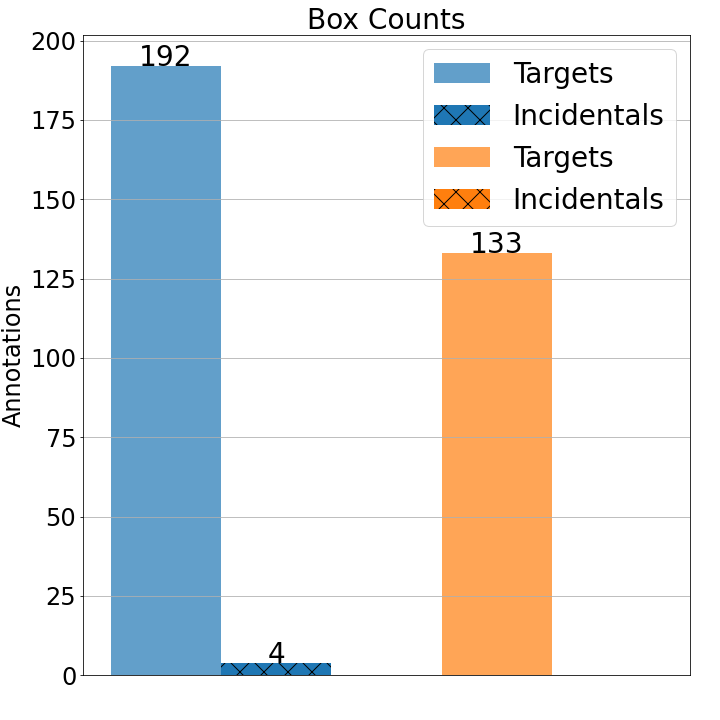 Box Counts
200
175
150
125
100
75
50
25
0
Annotations
192
4
133
Targets
Incidentals
Targets
Incidentals